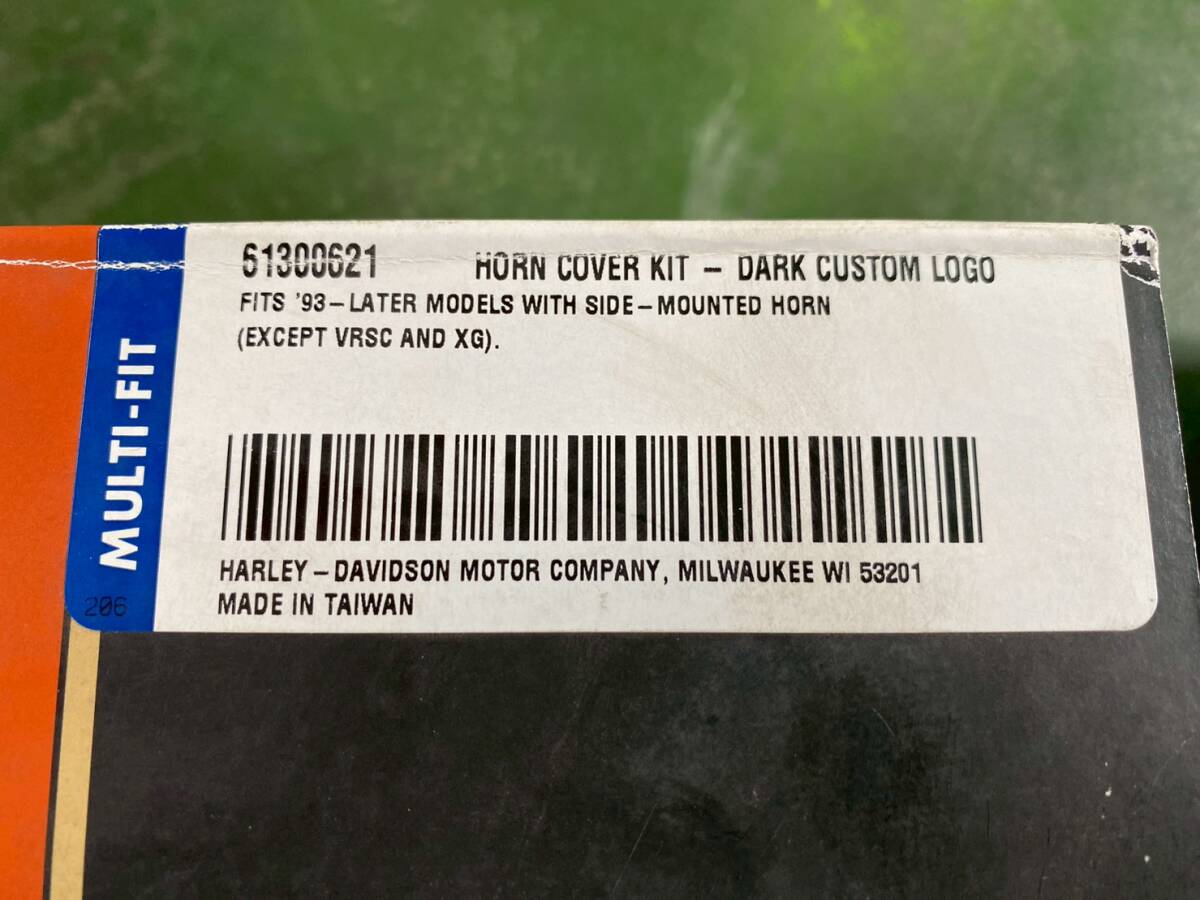 61300621 HORN COVER KIT - DARK CUSTOM LOGO
FITS '93-LATER MODELS WITH SIDE-MOUNTED HORN
(EXCEPT VRSC AND XG).
MULTI-FIT
HARLEY-DAVIDSON MOTOR COMPANY, MILWAUKEE WI 53201
MADE IN TAIWAN
206